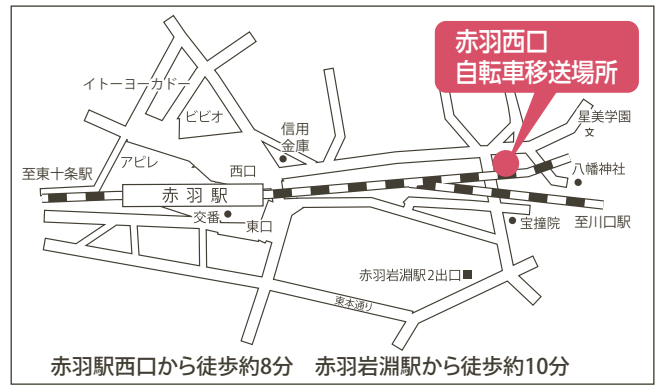 赤羽西口
自転車移送場所
イトーヨーカドー
ビビオ
信用
金庫
星美学園
文
アピレ
西口
八幡神社
至東十条駅
赤羽駅
交番
東口
宝撞院
至川口駅
赤羽岩淵駅2出口
東本通り
赤羽駅西口から徒歩約8分 赤羽岩淵駅から徒歩約10分